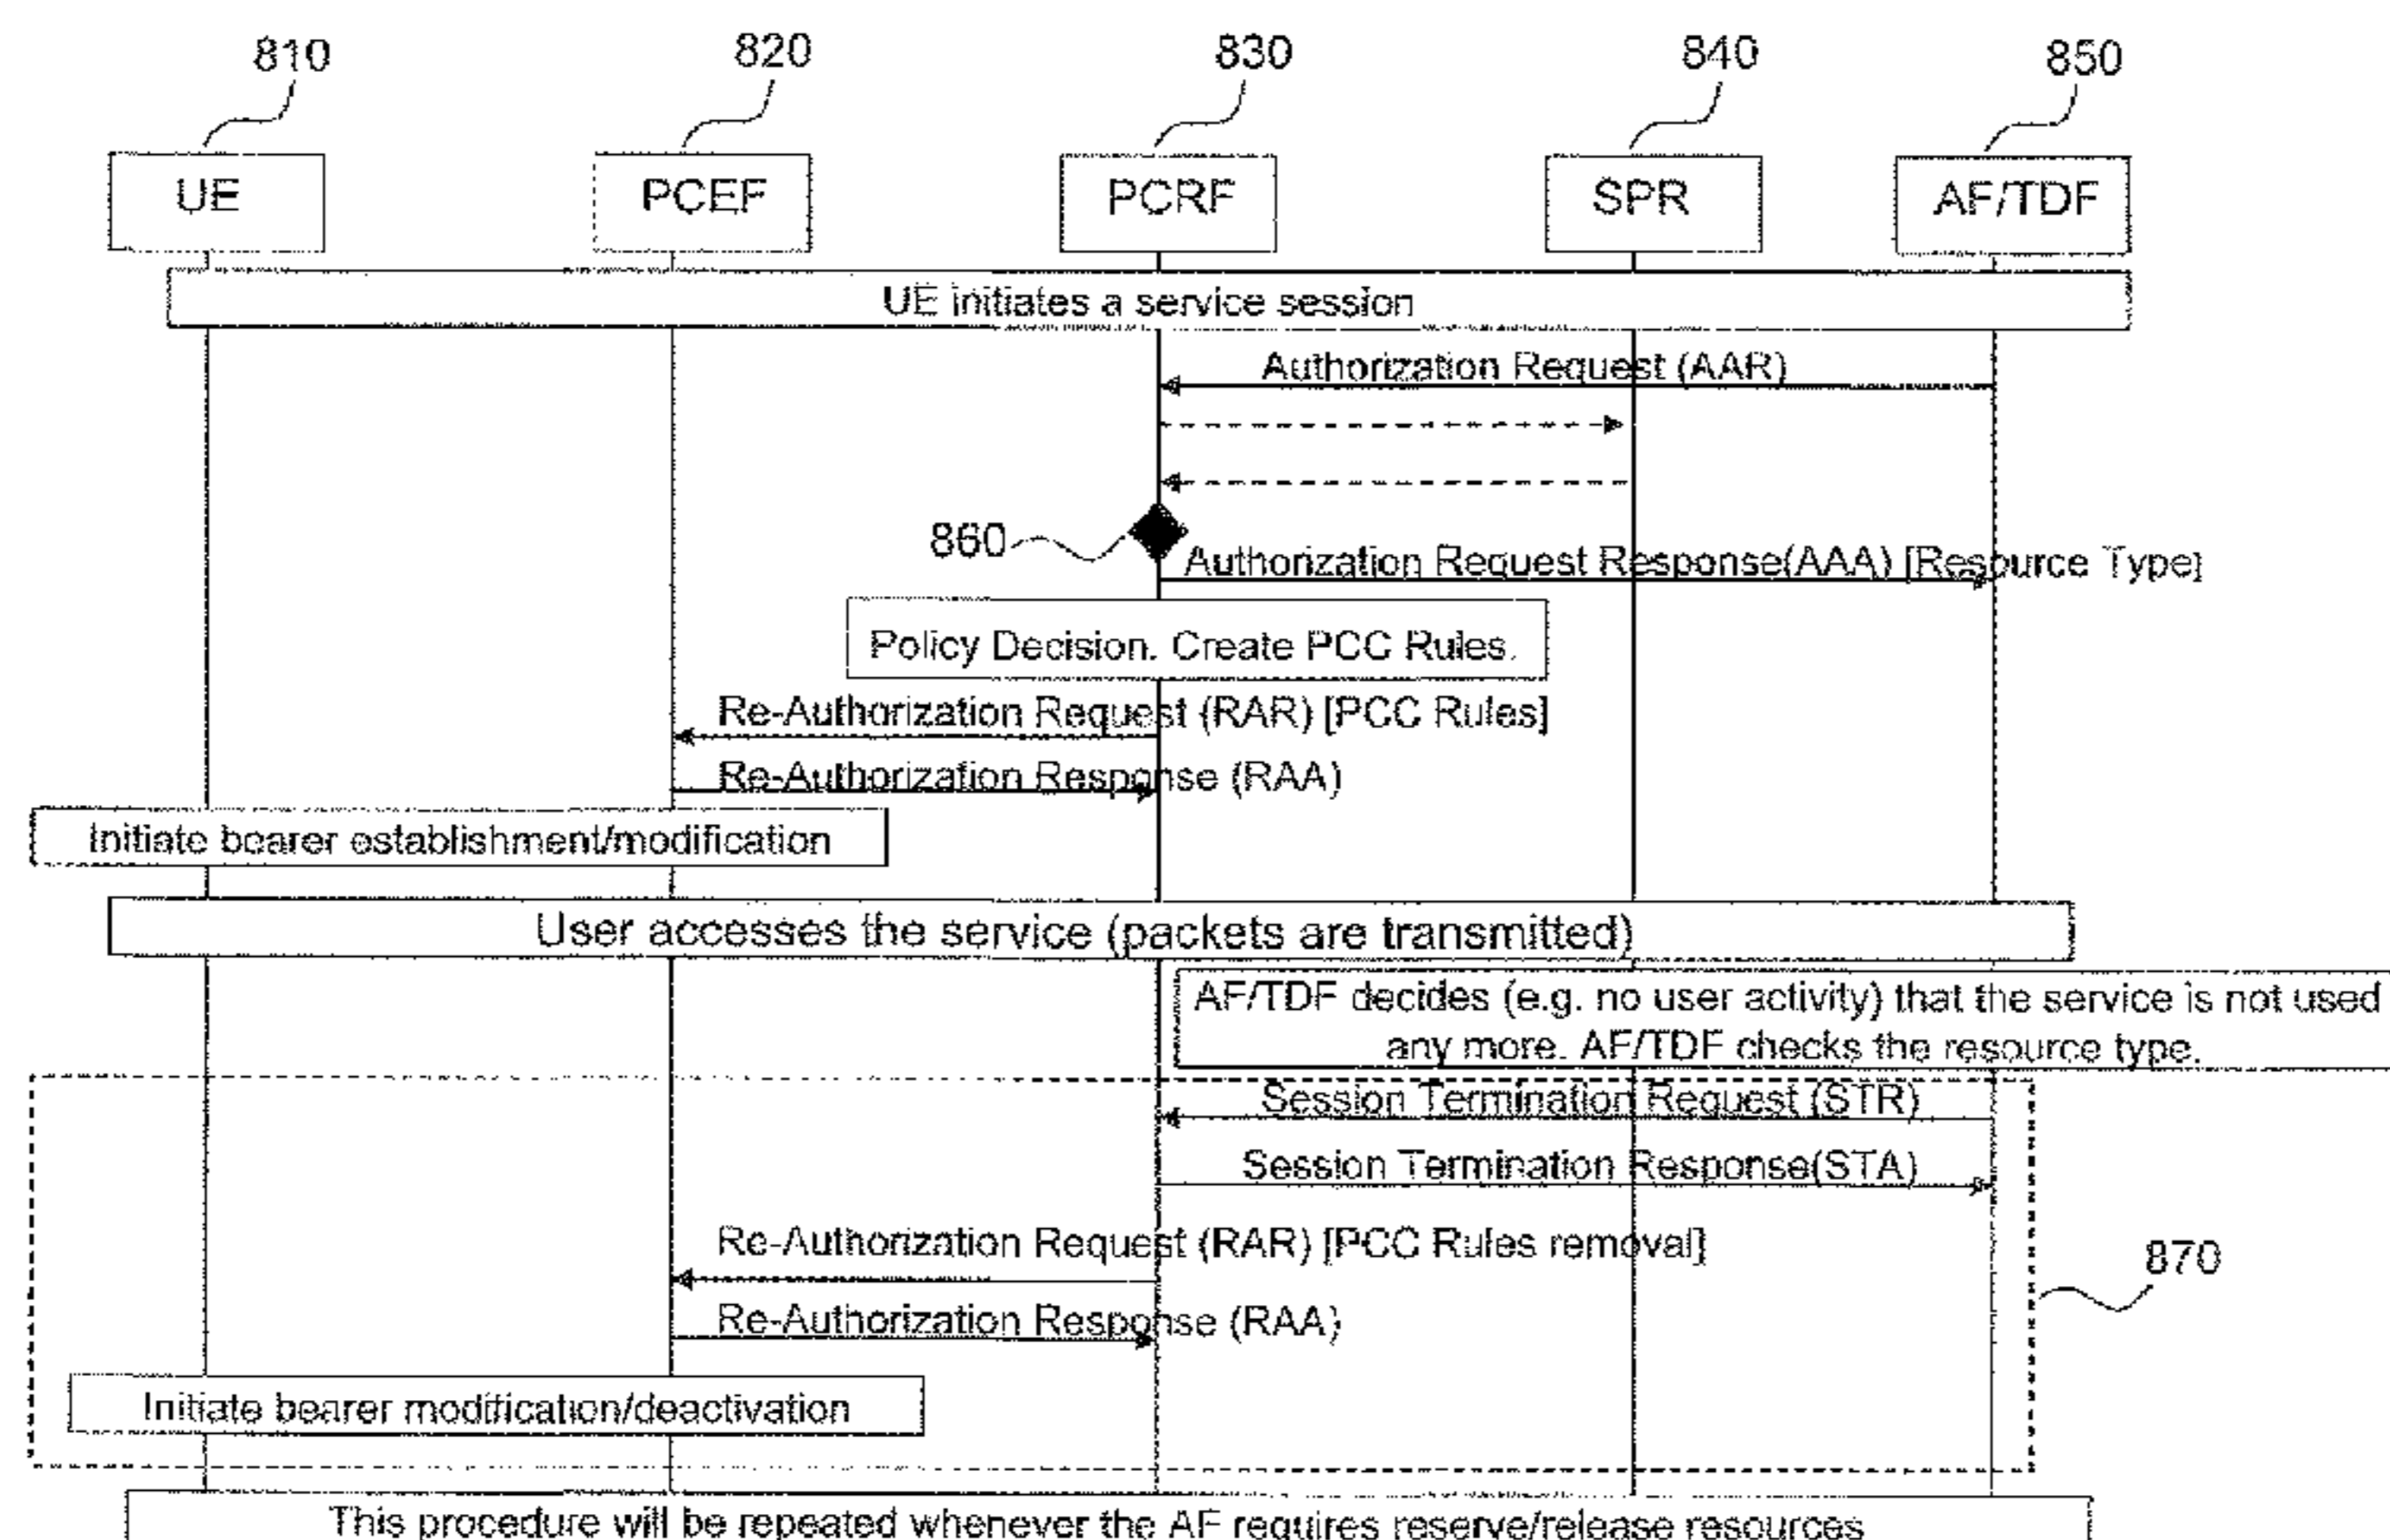 810
820
830
840
850
UE
PCEF
PCRF
SPR
AF/TDF
UE initiates a service session
Authorization Request (AAR)
860
Authorization Request Response(AAA) [Resource Type]
Policy Decision. Create PCC Rules.
Re-Authorization Request (RAR) [PCC Rules]
Re-Authorization Response (RAA)
Initiate bearer establishment/modification
User accesses the service (packets are transmitted)
AF/TDF decides (e.g. no user activity) that the service is not used
any more. AF/TDF checks the resource type.
Session Termination Request (STR)
Session Termination Response(STA)
Re-Authorization Request (RAR) [PCC Rules removal]
870
Re-Authorization Response (RAA)
Initiate bearer modification/deactivation
This procedure will be repeated whenever the AF requires reserve/release resources